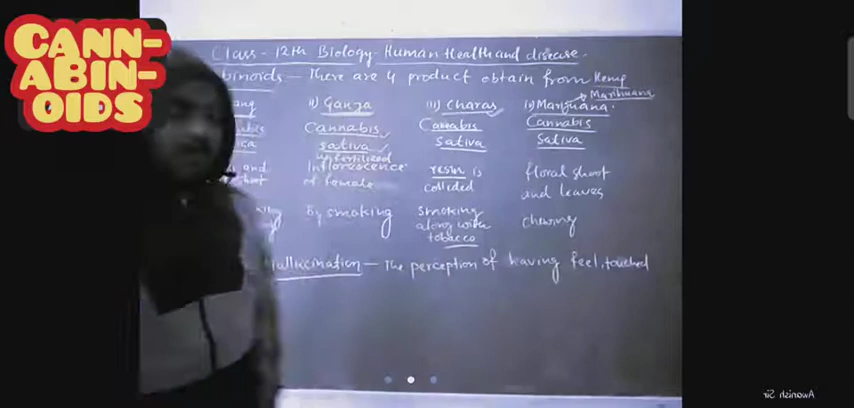 CANN-
ABIN-
OIDS
Class - 12th Biology Human Health and disease.
binoids - There are 4 product obtain from Hemp
Marihuana
ang ii) Ganja iii) Charas iv) Marijuana.
Cannabis Cannabis Cannabis
sativa Sativa Sativa
unfertilized
Inflorescence resin is floral shoot
of female collected and leaves
By smoking smoking chewing
along with
tobacco
Hallucination - The perception of having feel, touched
Awanish Sir